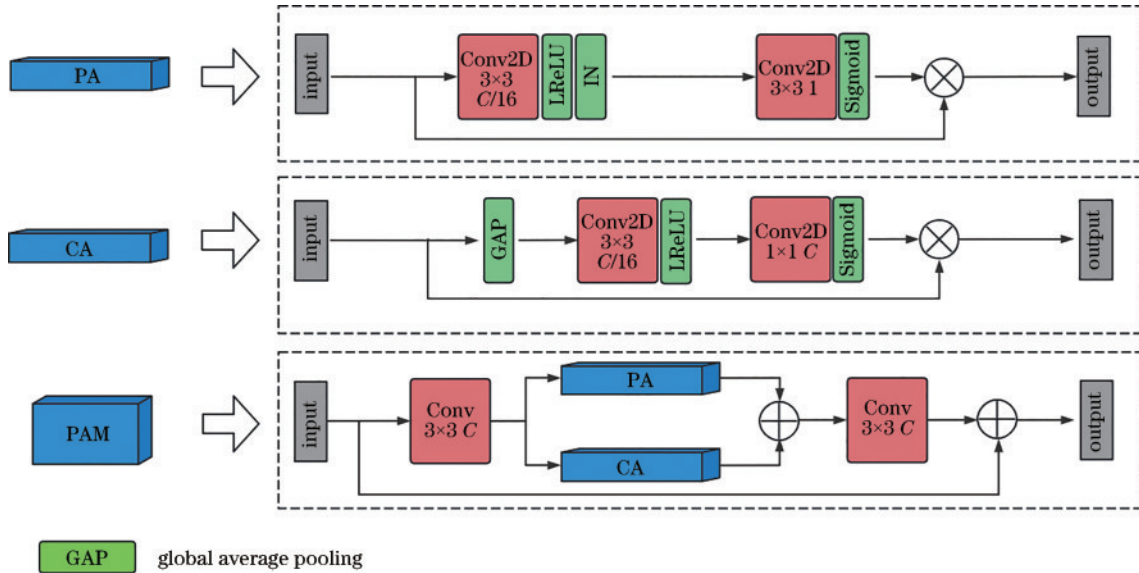 PA
input
Conv2D
3×3
C/16
LReLU
IN
Conv2D
3×3 1
Sigmoid
output
CA
input
GAP
Conv2D
3×3
C/16
LReLU
Conv2D
1×1 C
Sigmoid
output
PAM
input
Conv
3×3 C
PA
CA
Conv
3×3 C
output
GAP global average pooling